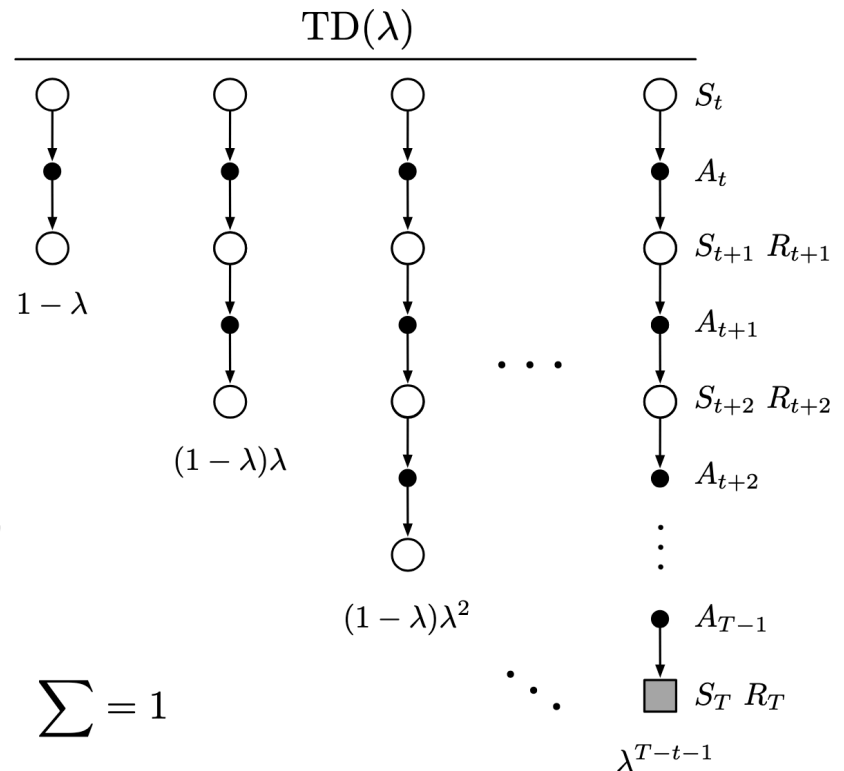 TD(λ)
S_t
A_t
S_{t+1} R_{t+1}
1 − λ
A_{t+1}
. . .
S_{t+2} R_{t+2}
(1 − λ)λ
A_{t+2}
(1 − λ)λ^2
A_{T−1}
∑ = 1
S_T R_T
λ^{T−t−1}